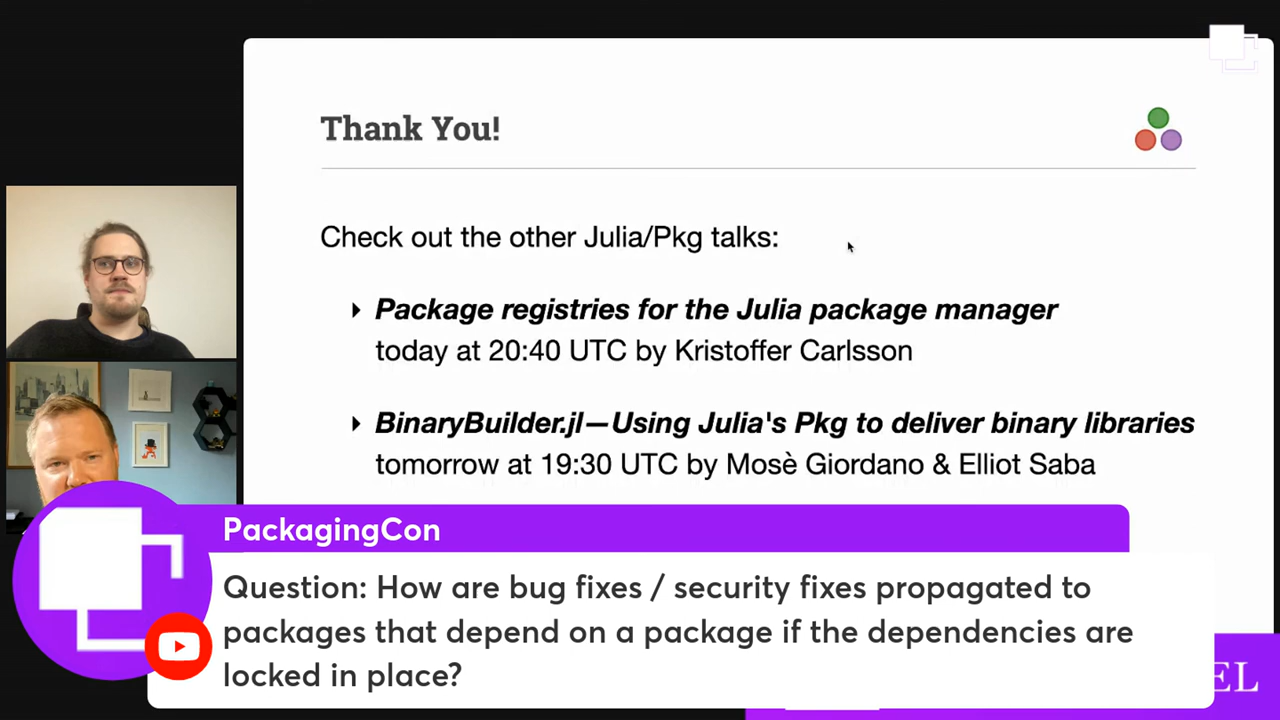 Thank You!
Check out the other Julia/Pkg talks:
Package registries for the Julia package manager
today at 20:40 UTC by Kristoffer Carlsson
BinaryBuilder.jl—Using Julia's Pkg to deliver binary libraries
tomorrow at 19:30 UTC by Mosè Giordano & Elliot Saba
PackagingCon
Question: How are bug fixes / security fixes propagated to
packages that depend on a package if the dependencies are
locked in place?